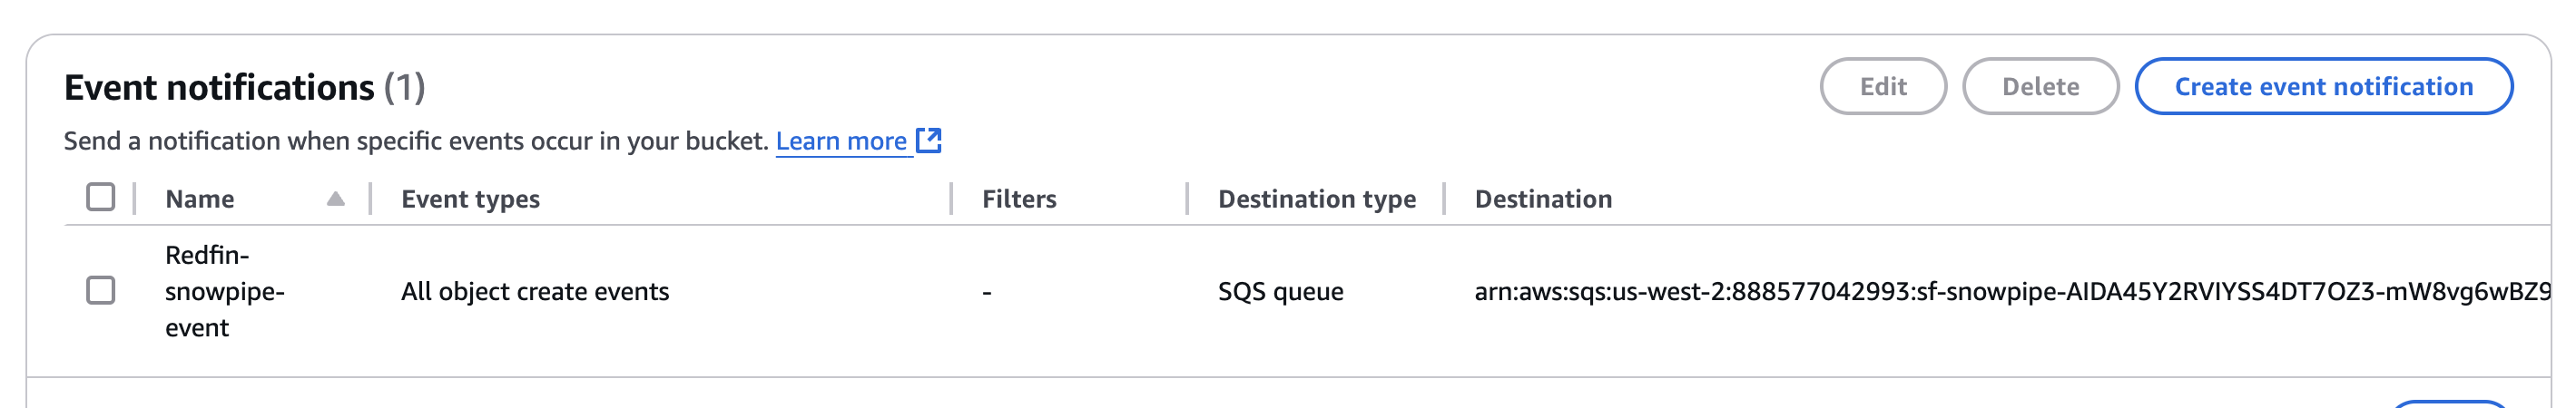 Event notifications (1)
Edit
Delete
Create event notification
Send a notification when specific events occur in your bucket. Learn more
Name
Event types
Filters
Destination type
Destination
Redfin-
snowpipe-
event
All object create events
-
SQS queue
arn:aws:sqs:us-west-2:888577042993:sf-snowpipe-AIDA45Y2RVIYSS4DT7OZ3-mW8vg6wBZ9